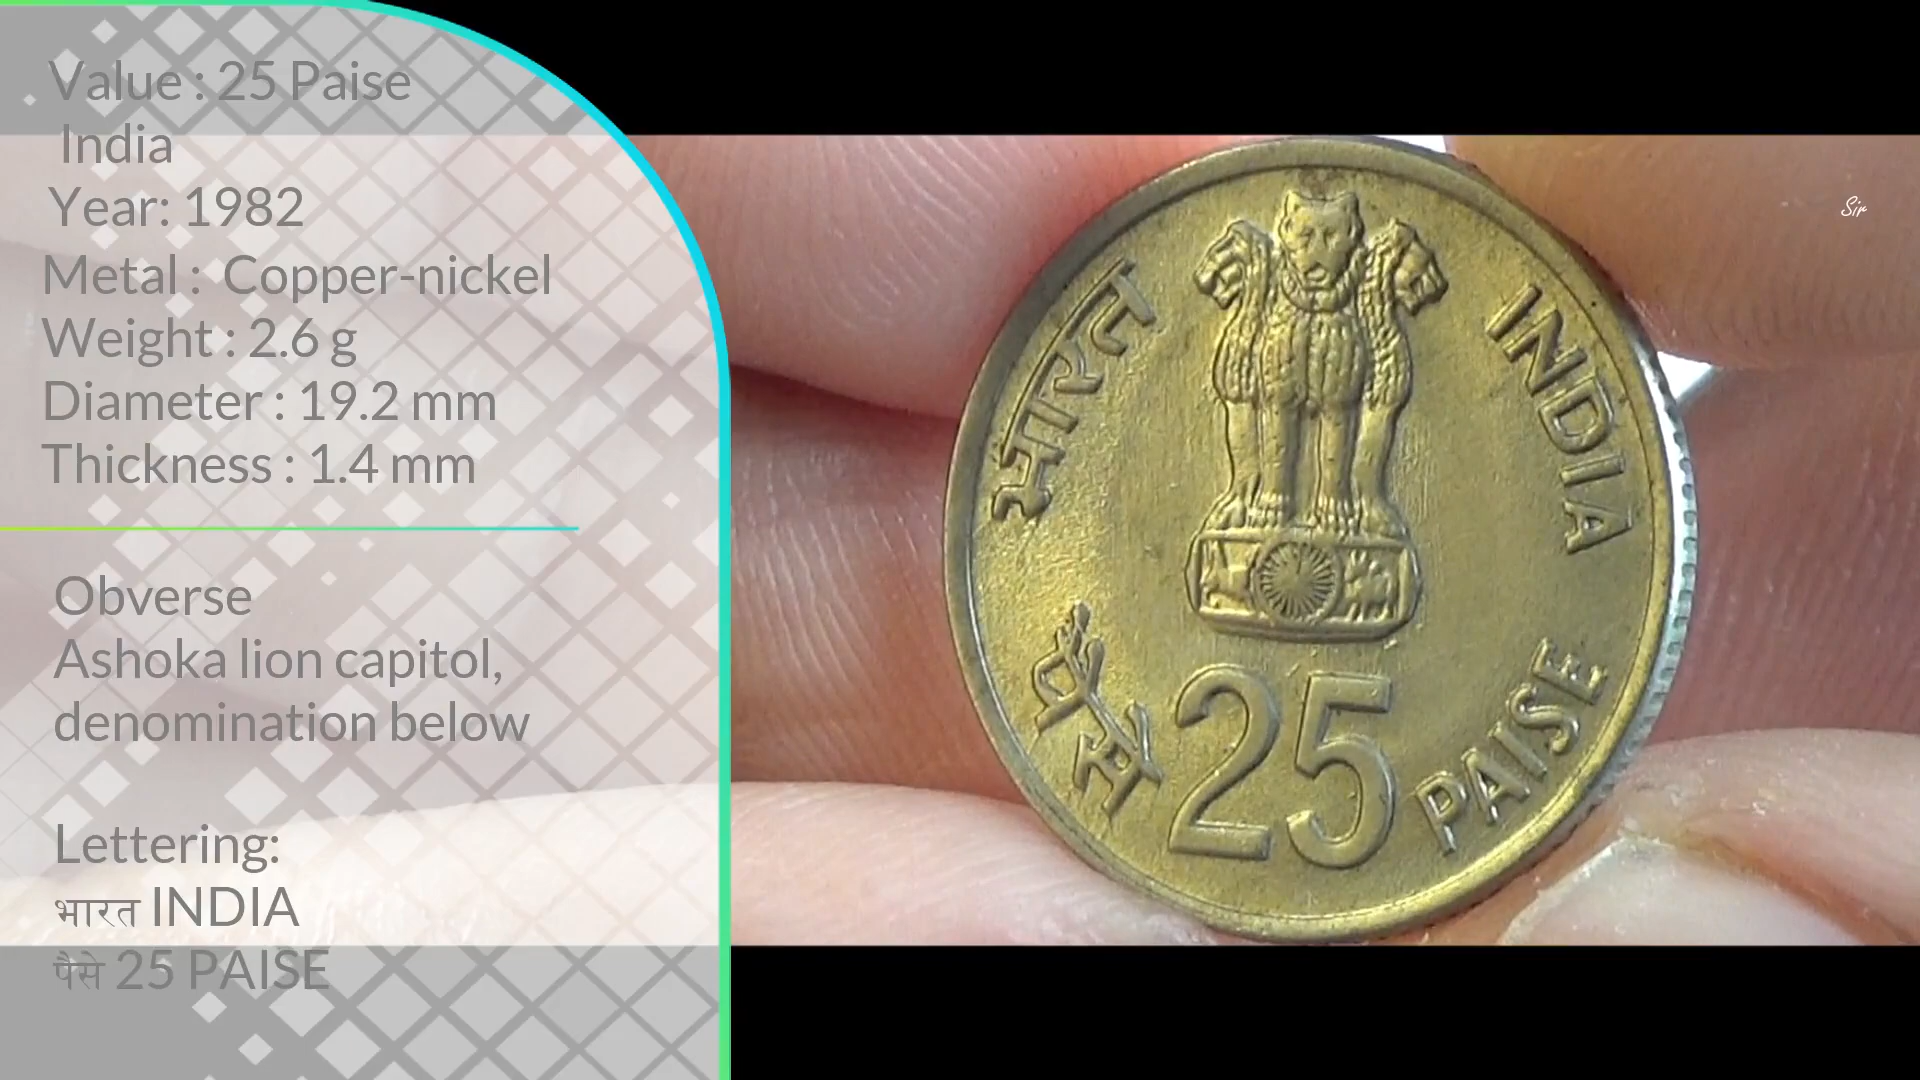 Value : 25 Paise
India
Year: 1982
Metal : Copper-nickel
Weight : 2.6 g
Diameter : 19.2 mm
Thickness : 1.4 mm
Obverse
Ashoka lion capitol,
denomination below
Lettering:
भारत INDIA
पैसे 25 PAISE
Sir
भारत
INDIA
पैसे
25
PAISE